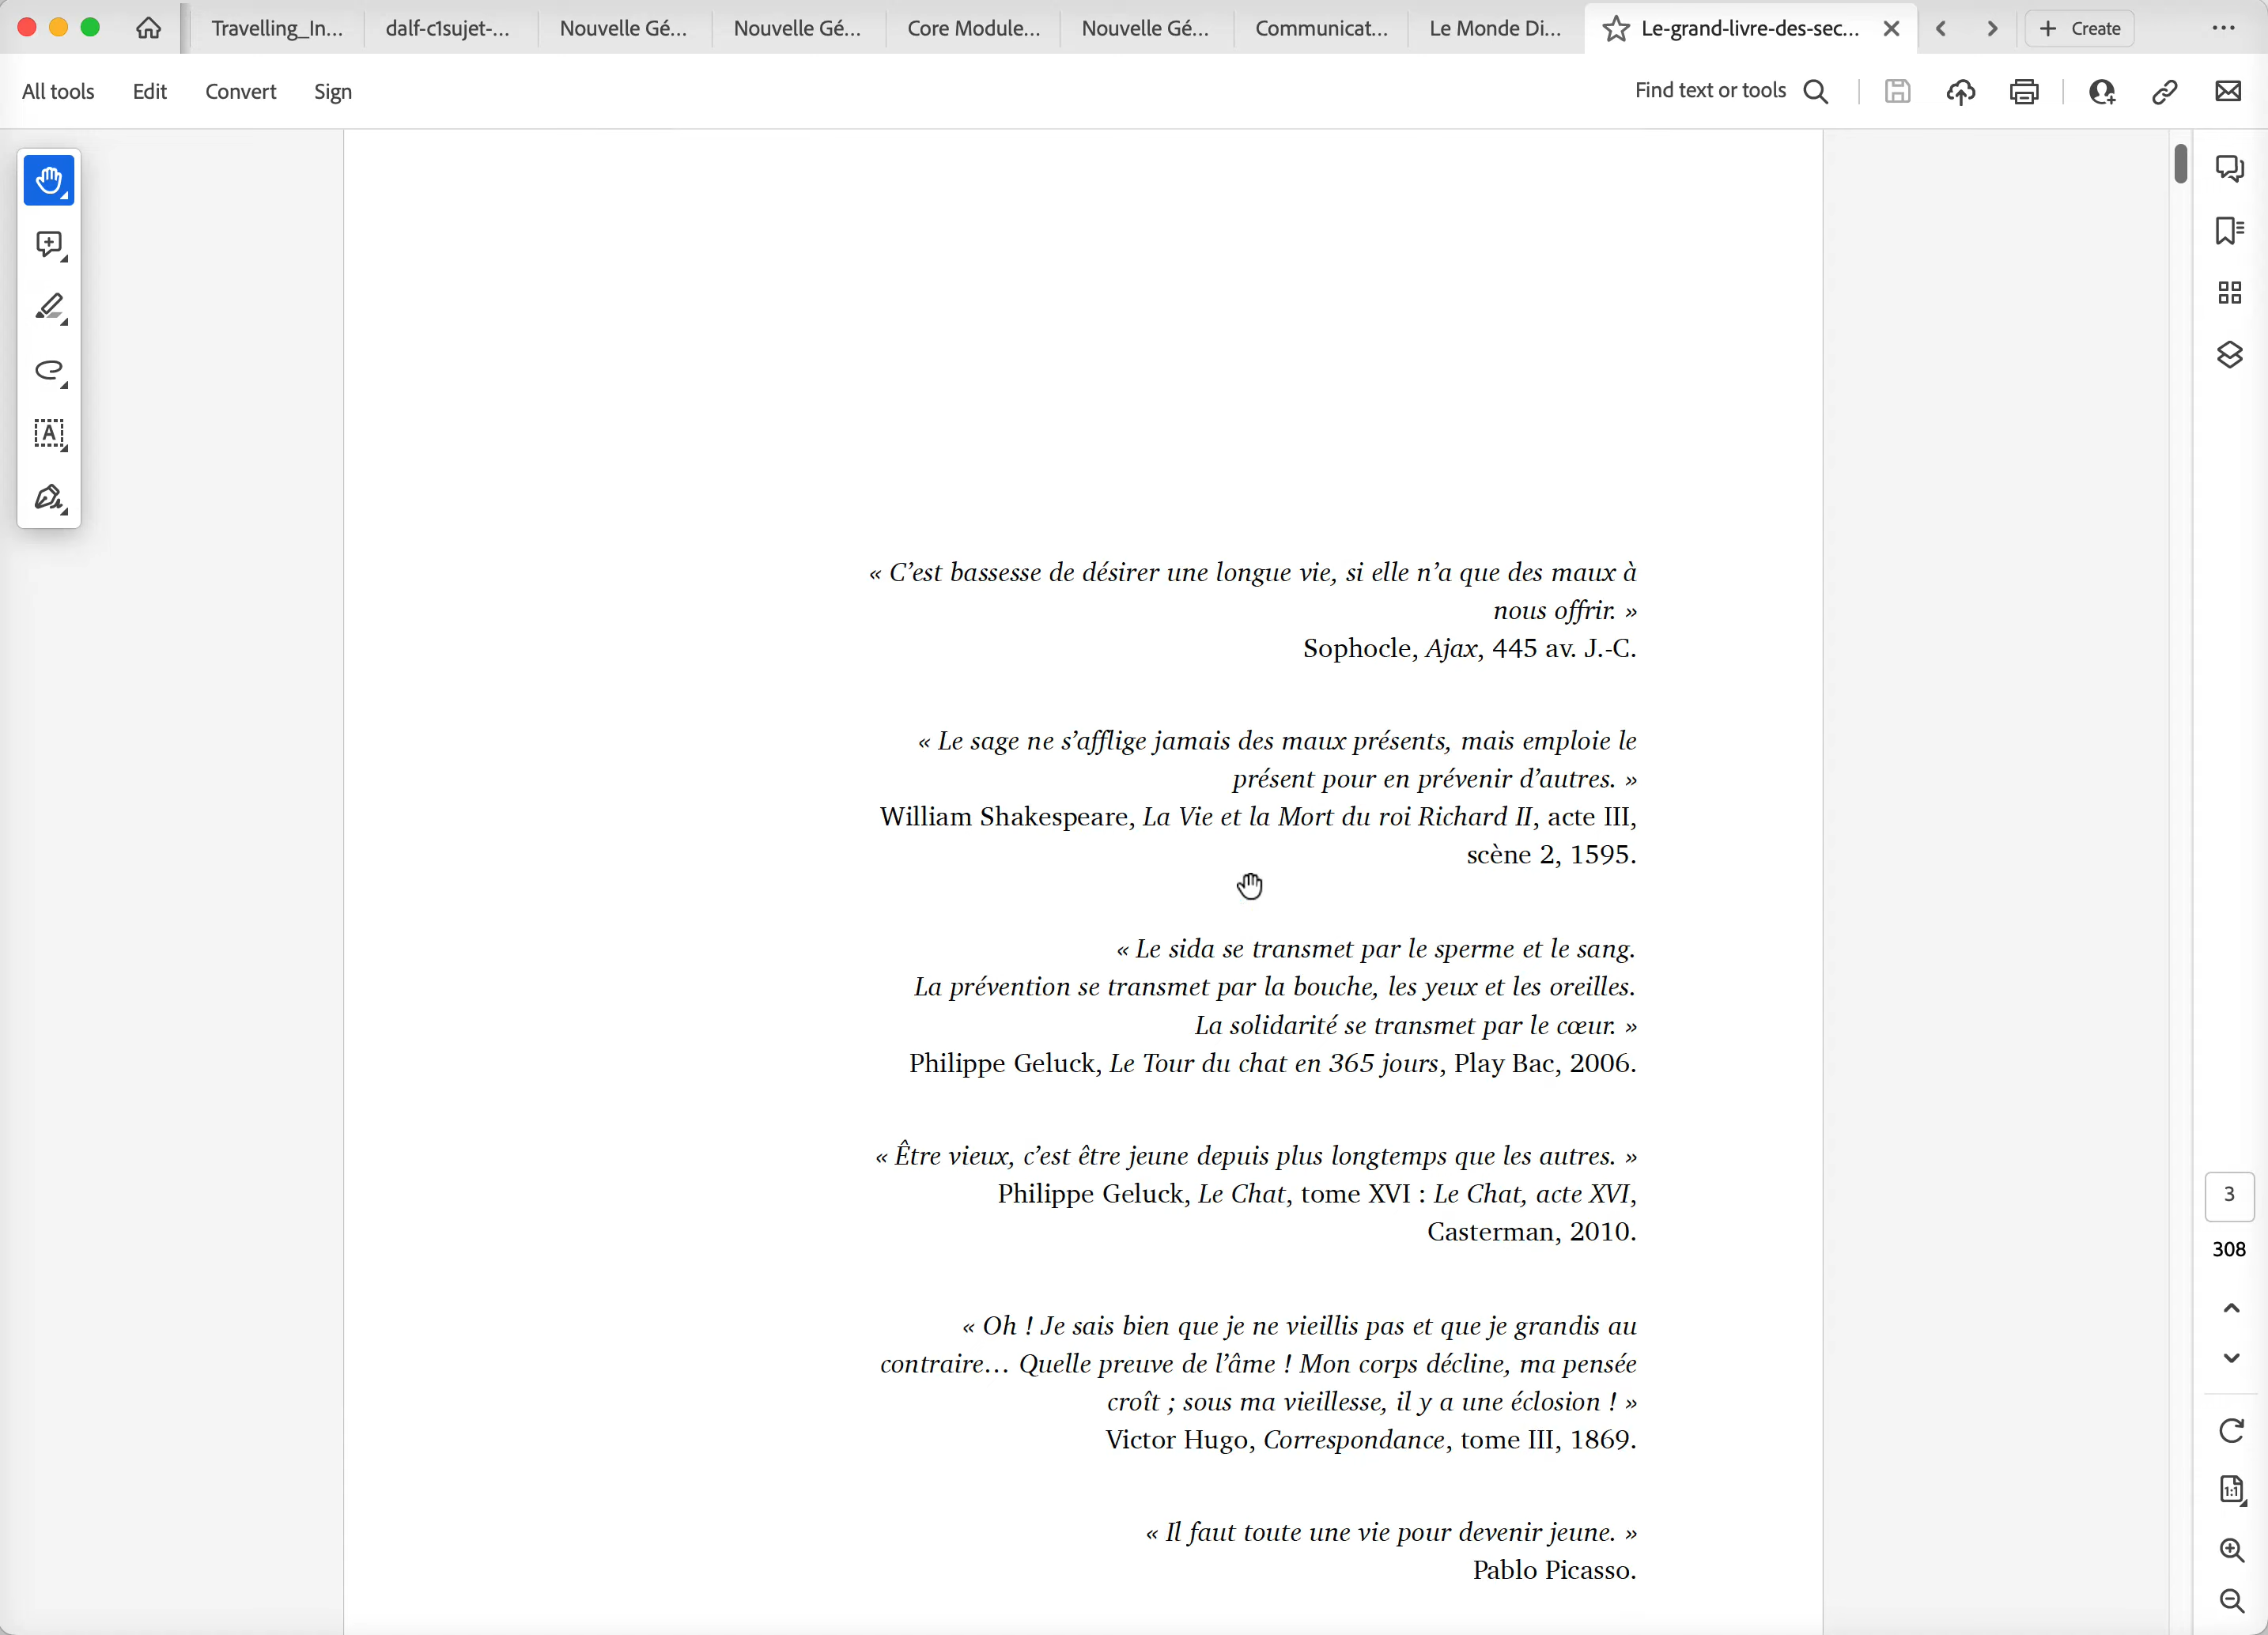 Travelling_In...
dalf-c1sujet-...
Nouvelle Gé...
Nouvelle Gé...
Core Module...
Nouvelle Gé...
Communicat...
Le Monde Di...
Le-grand-livre-des-sec...
Create
All tools
Edit
Convert
Sign
Find text or tools
« C’est bassesse de désirer une longue vie, si elle n’a que des maux à
nous offrir. »
Sophocle, Ajax, 445 av. J.-C.
« Le sage ne s’afflige jamais des maux présents, mais emploie le
présent pour en prévenir d’autres. »
William Shakespeare, La Vie et la Mort du roi Richard II, acte III,
scène 2, 1595.
« Le sida se transmet par le sperme et le sang.
La prévention se transmet par la bouche, les yeux et les oreilles.
La solidarité se transmet par le cœur. »
Philippe Geluck, Le Tour du chat en 365 jours, Play Bac, 2006.
« Être vieux, c’est être jeune depuis plus longtemps que les autres. »
Philippe Geluck, Le Chat, tome XVI : Le Chat, acte XVI,
Casterman, 2010.
« Oh ! Je sais bien que je ne vieillis pas et que je grandis au
contraire… Quelle preuve de l’âme ! Mon corps décline, ma pensée
croît ; sous ma vieillesse, il y a une éclosion ! »
Victor Hugo, Correspondance, tome III, 1869.
« Il faut toute une vie pour devenir jeune. »
Pablo Picasso.
3
308
1:1